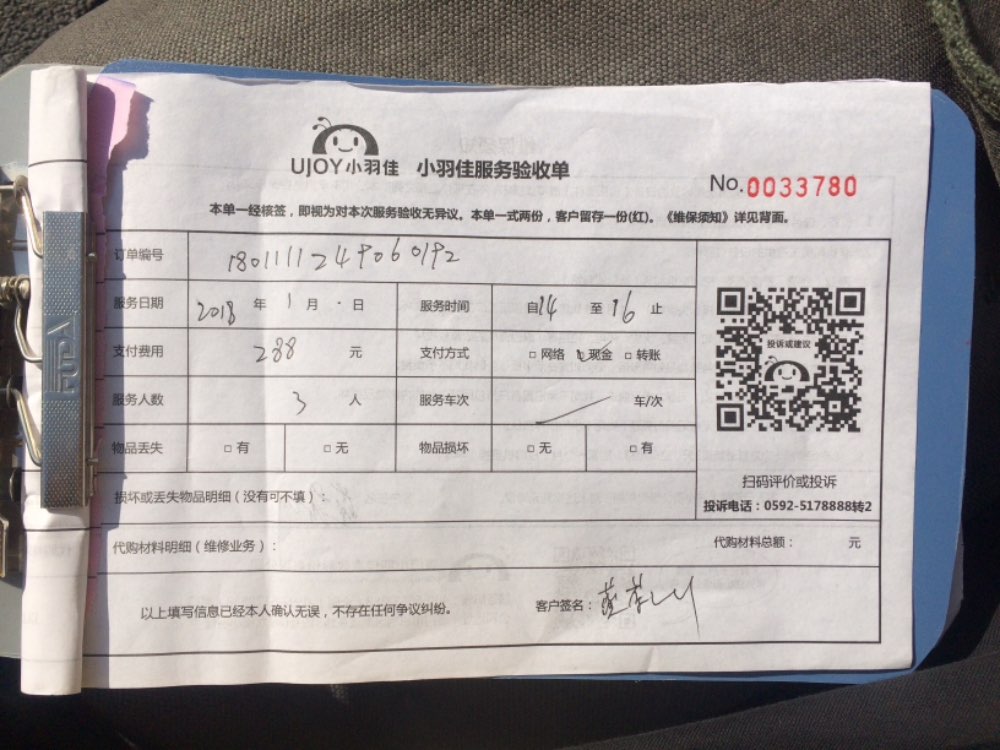 UJOY小羽佳 小羽佳服务验收单
No.0033780
本单一经核签，即视为对本次服务验收无异议。本单一式两份，客户留存一份(红)。《维保须知》详见背面。
订单编号 1801111249060192
服务日期 2018 年 1 月 · 日 服务时间 自14 至16 止
支付费用 288 元 支付方式 □网络 □现金 □转账
投诉或建议
服务人数 3 人 服务车次 / 车/次
物品丢失 □有 □无 物品损坏 □无 □有
扫码评价或投诉
损坏或丢失物品明细（没有可不填）：
投诉电话：0592-5178888转2
代购材料明细（维修业务）： 代购材料总额： 元
以上填写信息已经本人确认无误，不存在任何争议纠纷。 客户签名：